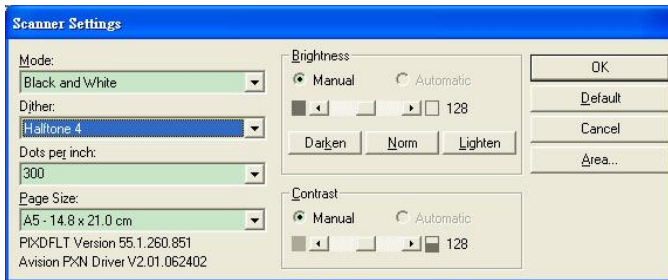 Scanner Settings
Mode:
Black and White
Dither:
Halftone 4
Dots per inch:
300
Page Size:
A5 - 14.8 x 21.0 cm
PIXDFLT Version 55.1.260.851
Avision PXN Driver V2.01.062402
Brightness
Manual Automatic
128
Darken Norm Lighten
Contrast
Manual Automatic
128
OK
Default
Cancel
Area...